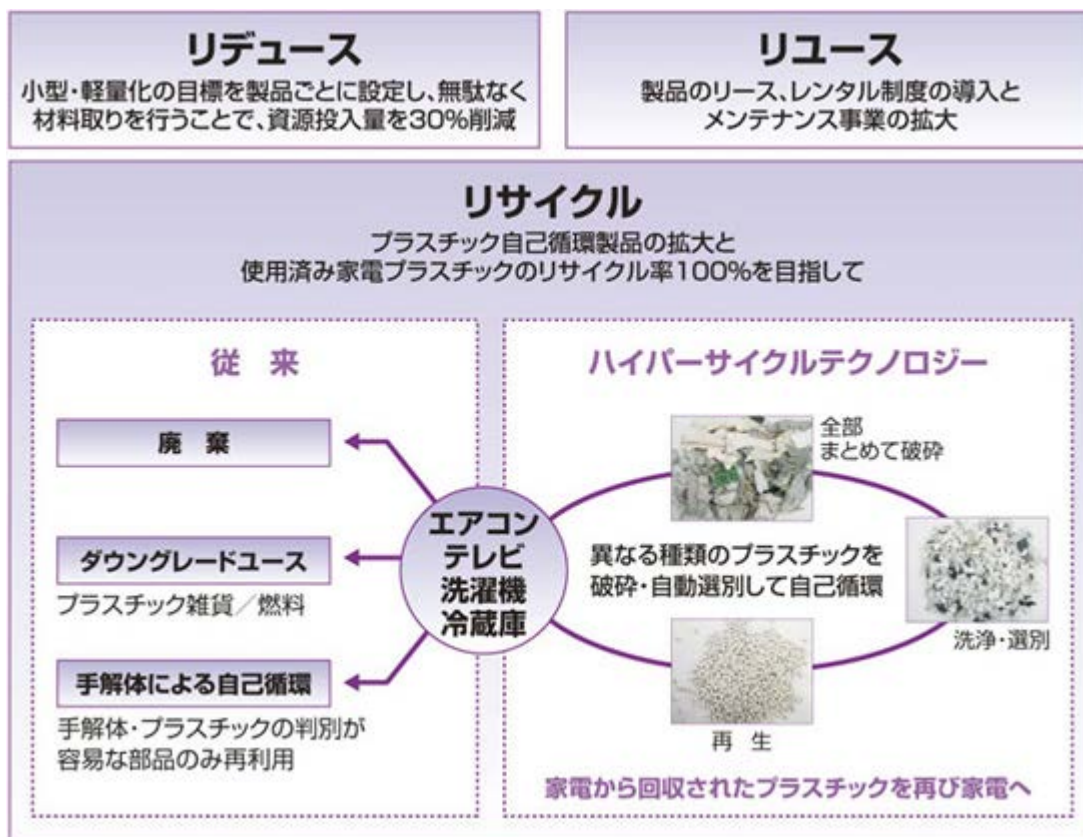 リデュース
小型・軽量化の目標を製品ごとに設定し、無駄なく
材料取りを行うことで、資源投入量を30%削減
リユース
製品のリース、レンタル制度の導入と
メンテナンス事業の拡大
リサイクル
プラスチック自己循環製品の拡大と
使用済み家電プラスチックのリサイクル率100%を目指して
従 来
廃 棄
ダウングレードユース
プラスチック雑貨／燃料
手解体による自己循環
手解体・プラスチックの判別が
容易な部品のみ再利用
エアコン
テレビ
洗濯機
冷蔵庫
ハイパーサイクルテクノロジー
全部
まとめて破砕
異なる種類のプラスチックを
破砕・自動選別して自己循環
洗浄・選別
再 生
家電から回収されたプラスチックを再び家電へ